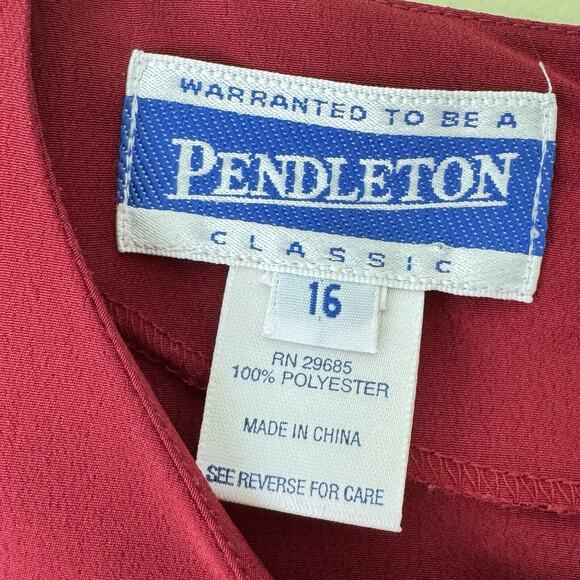 WARRANTED TO BE A
PENDLETON
CLASSIC
16
RN 29685
100% POLYESTER
MADE IN CHINA
SEE REVERSE FOR CARE